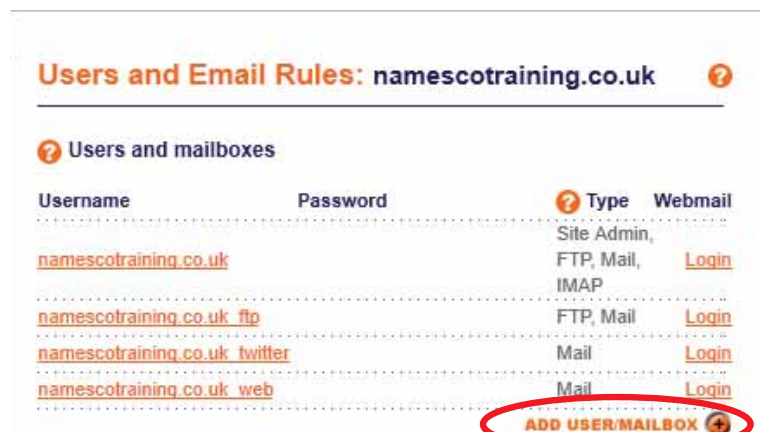 Users and Email Rules: namescotraining.co.uk ?
? Users and mailboxes
Username Password ? Type Webmail
Site Admin,
namescotraining.co.uk FTP, Mail, Login
IMAP
namescotraining.co.uk_ftp FTP, Mail Login
namescotraining.co.uk_twitter Mail Login
namescotraining.co.uk_web Mail Login
ADD USER/MAILBOX +